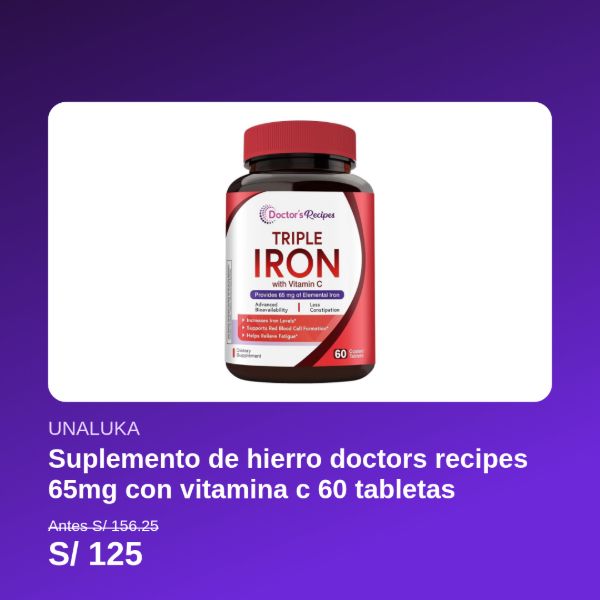 Doctor's Recipes
TRIPLE
IRON
with Vitamin C
Provides 65 mg of Elemental Iron
Advanced
Bioavailability
Less
Constipation
Increases Iron Levels*
Supports Red Blood Cell Formation*
Helps Relieve Fatigue*
Dietary
Supplement
60 Coated
Tablets
UNALUKA
Suplemento de hierro doctors recipes
65mg con vitamina c 60 tabletas
Antes S/ 156.25
S/ 125